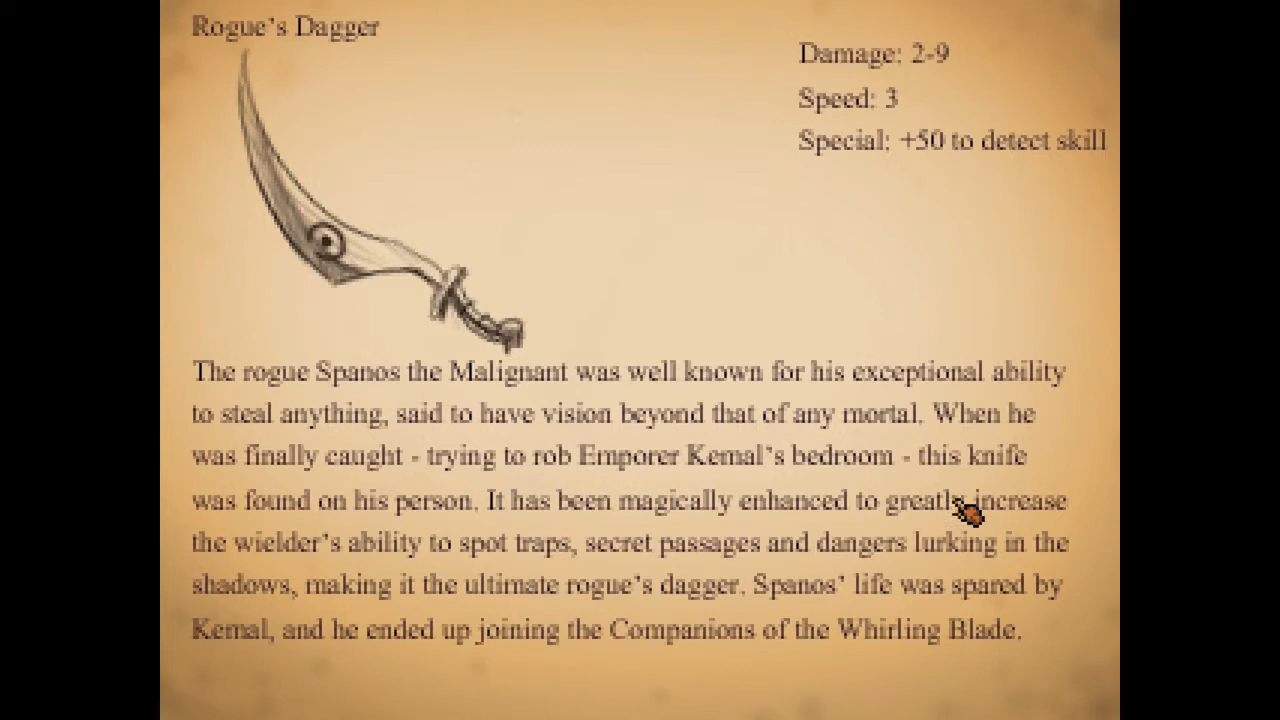 Rogue's Dagger
Damage: 2-9
Speed: 3
Special: +50 to detect skill
The rogue Spanos the Malignant was well known for his exceptional ability
to steal anything, said to have vision beyond that of any mortal. When he
was finally caught - trying to rob Emporer Kemal's bedroom - this knife
was found on his person. It has been magically enhanced to greatly increase
the wielder's ability to spot traps, secret passages and dangers lurking in the
shadows, making it the ultimate rogue's dagger. Spanos' life was spared by
Kemal, and he ended up joining the Companions of the Whirling Blade.